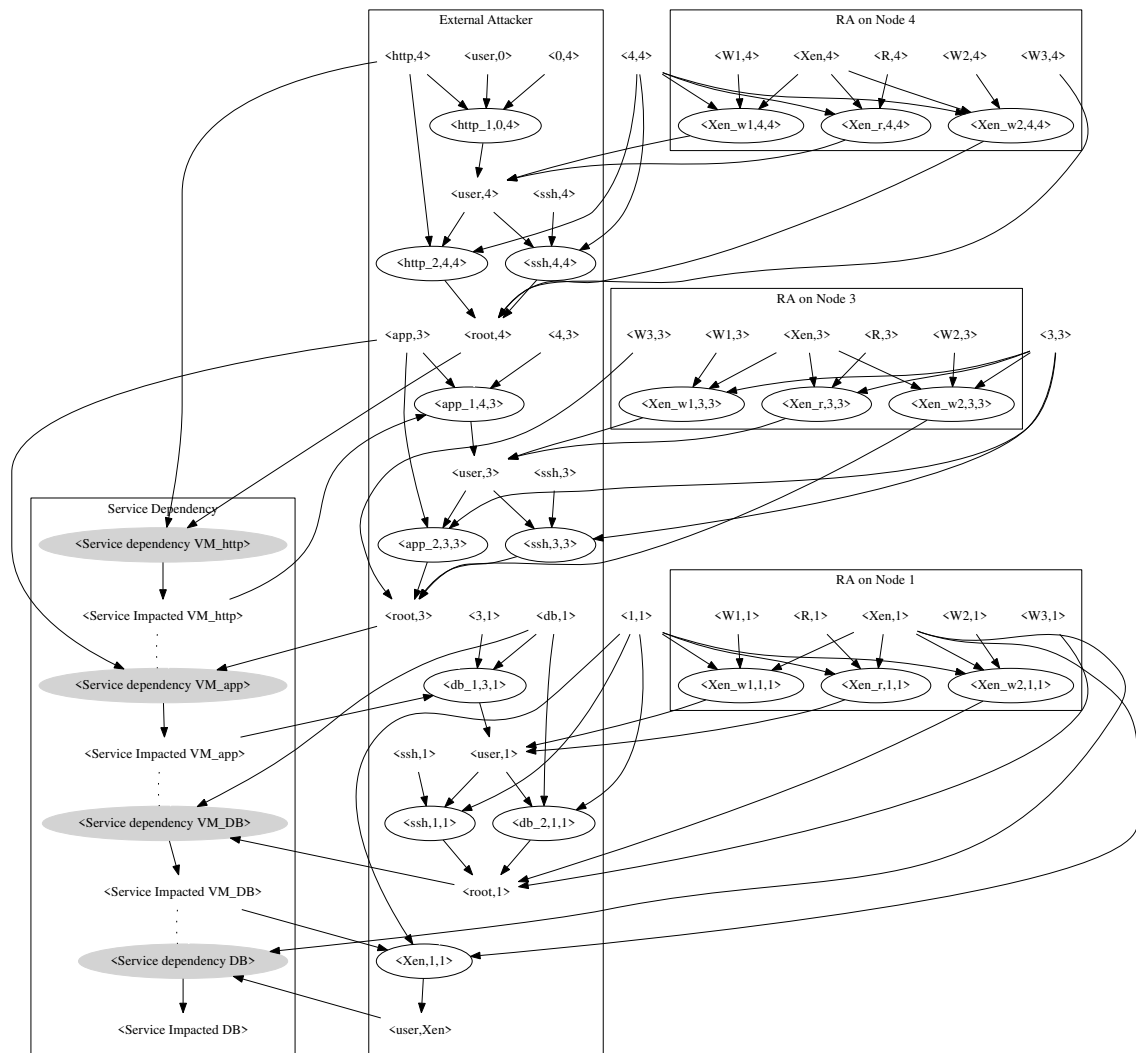 External Attacker
RA on Node 4
<http,4>
<user,0>
<0,4>
<4,4>
<W1,4>
<Xen,4>
<R,4>
<W2,4>
<W3,4>
<http_1,0,4>
<Xen_w1,4,4>
<Xen_r,4,4>
<Xen_w2,4,4>
<user,4>
<ssh,4>
<http_2,4,4>
<ssh,4,4>
RA on Node 3
<app,3>
<root,4>
<4,3>
<W3,3>
<W1,3>
<Xen,3>
<R,3>
<W2,3>
<3,3>
<app_1,4,3>
<Xen_w1,3,3>
<Xen_r,3,3>
<Xen_w2,3,3>
<user,3>
<ssh,3>
Service Dependency
<Service dependency VM_http>
<app_2,3,3>
<ssh,3,3>
RA on Node 1
<Service Impacted VM_http>
<root,3>
<3,1>
<db,1>
<1,1>
<W1,1>
<R,1>
<Xen,1>
<W2,1>
<W3,1>
<Service dependency VM_app>
<db_1,3,1>
<Xen_w1,1,1>
<Xen_r,1,1>
<Xen_w2,1,1>
<Service Impacted VM_app>
<ssh,1>
<user,1>
<Service dependency VM_DB>
<ssh,1,1>
<db_2,1,1>
<Service Impacted VM_DB>
<root,1>
<Service dependency DB>
<Xen,1,1>
<Service Impacted DB>
<user,Xen>